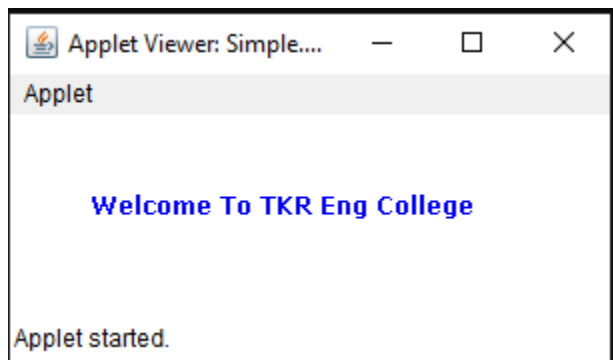 Applet Viewer: Simple....
Applet
Welcome To TKR Eng College
Applet started.